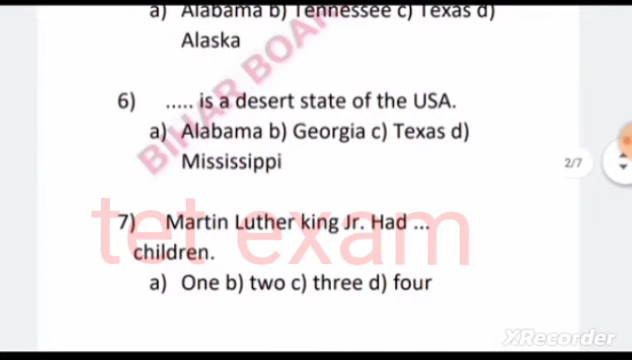 a) Alabama b) Tennessee c) Texas d)
Alaska
6) ..... is a desert state of the USA.
a) Alabama b) Georgia c) Texas d)
Mississippi
2/7
7) Martin Luther king Jr. Had ...
children.
a) One b) two c) three d) four
BIHAR BOAR
tet exam
XRecorder